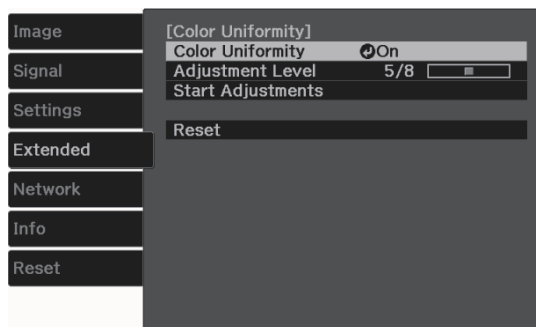 Image
Signal
Settings
Extended
Network
Info
Reset
[Color Uniformity]
Color Uniformity On
Adjustment Level 5/8
Start Adjustments
Reset